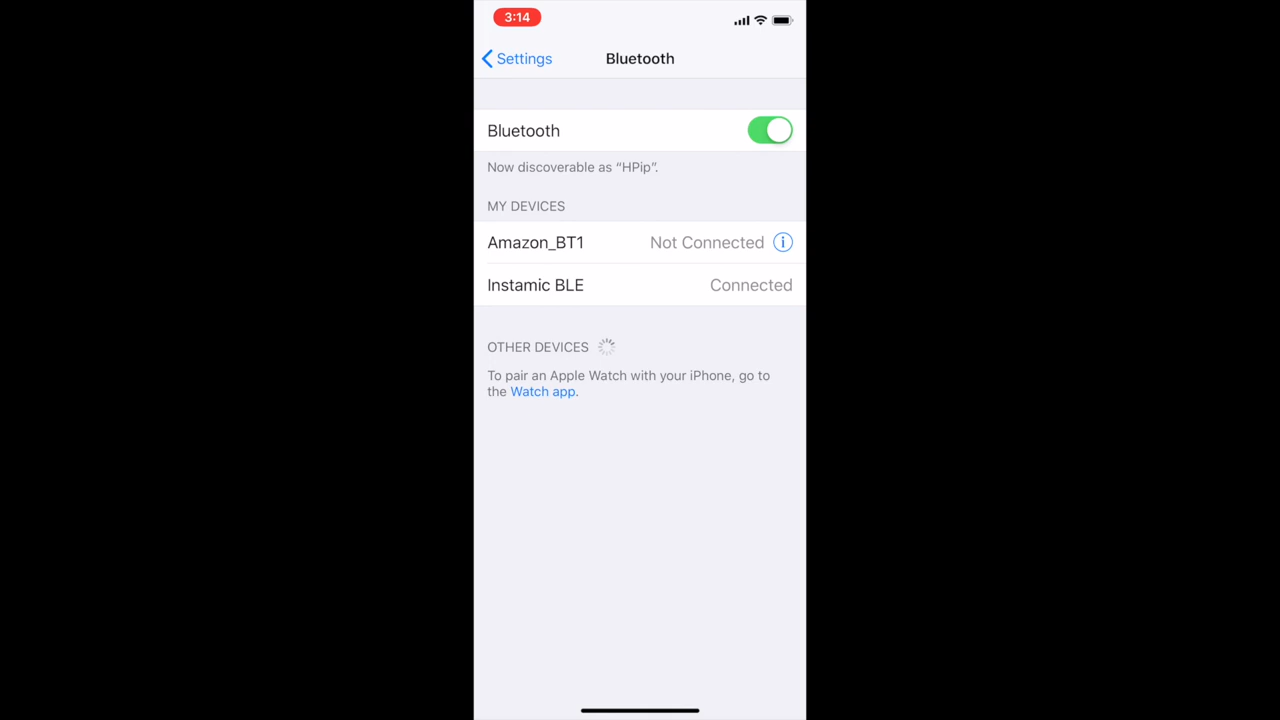 3:14
Settings
Bluetooth
Bluetooth
Now discoverable as “HPip”.
MY DEVICES
Amazon_BT1 Not Connected
Instamic BLE Connected
OTHER DEVICES
To pair an Apple Watch with your iPhone, go to
the Watch app.